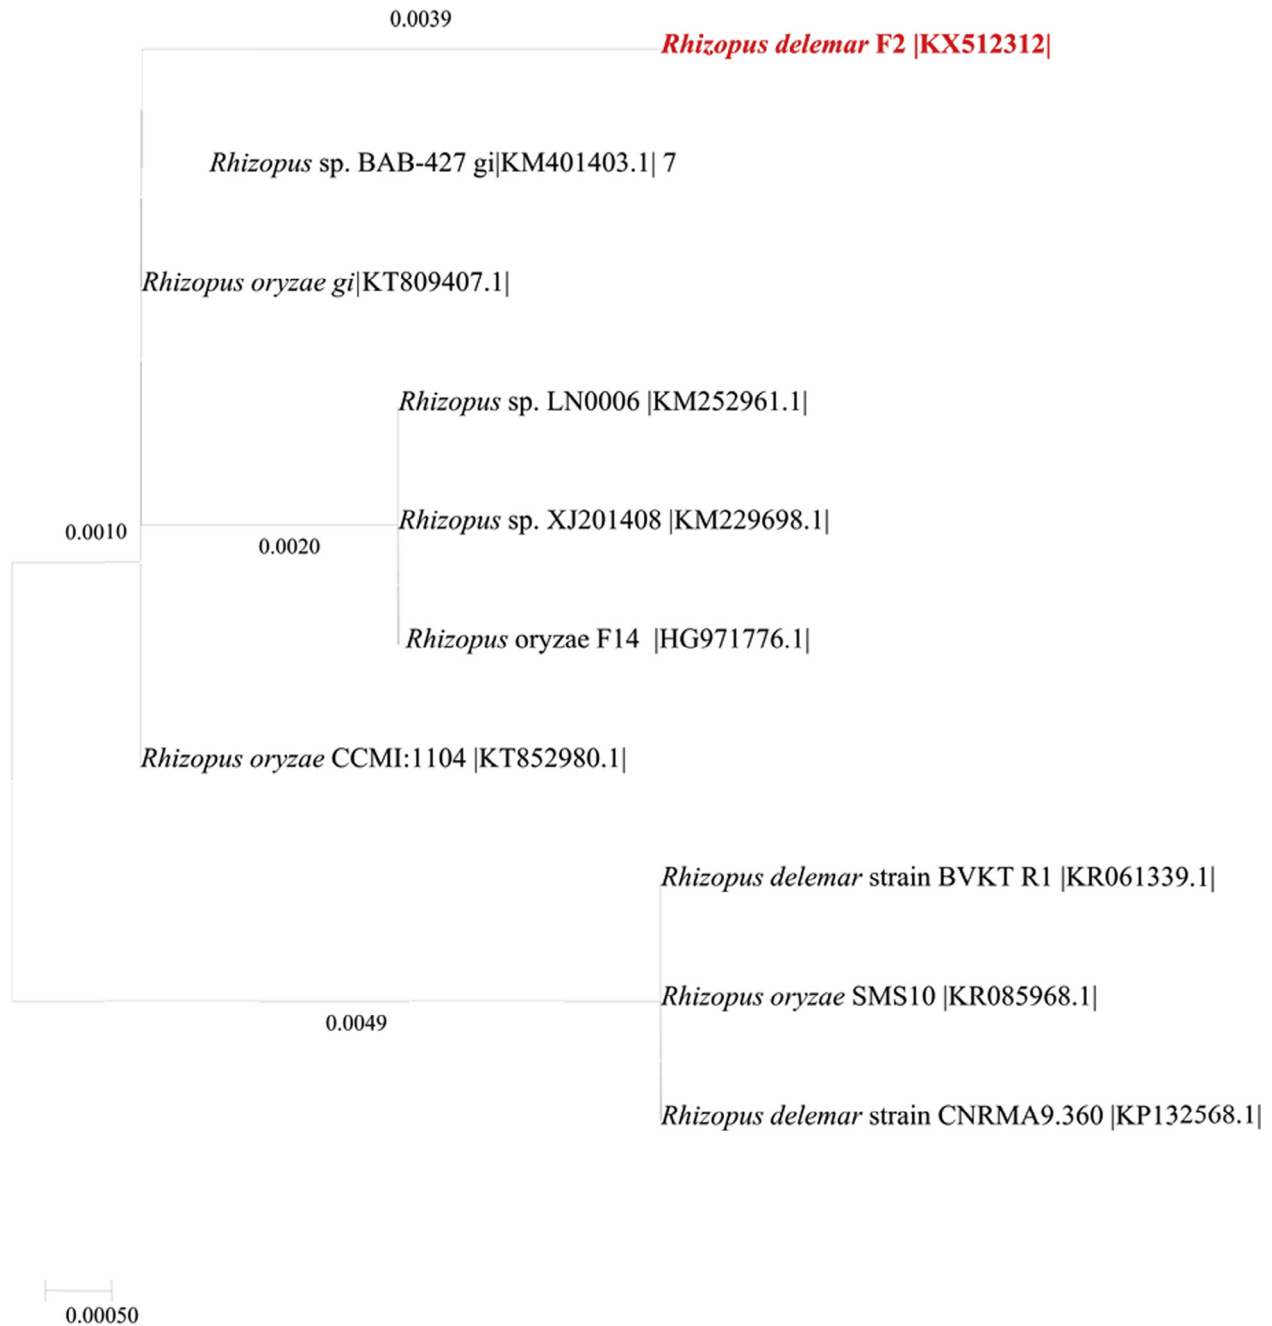 0.0039
Rhizopus delemar F2 |KX512312|
Rhizopus sp. BAB-427 gi|KM401403.1| 7
Rhizopus oryzae gi|KT809407.1|
Rhizopus sp. LN0006 |KM252961.1|
Rhizopus sp. XJ201408 |KM229698.1|
0.0010
0.0020
Rhizopus oryzae F14 |HG971776.1|
Rhizopus oryzae CCMI:1104 |KT852980.1|
Rhizopus delemar strain BVKT R1 |KR061339.1|
Rhizopus oryzae SMS10 |KR085968.1|
0.0049
Rhizopus delemar strain CNRMA9.360 |KP132568.1|
0.00050